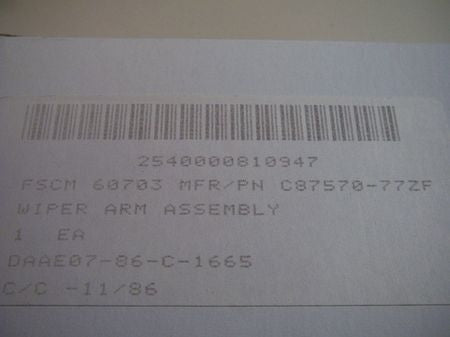 2540000810947
FSCM 60703 MFR/PN C87570-77ZF
WIPER ARM ASSEMBLY
1 EA
DAAE07-86-C-1665
C/C -11/86